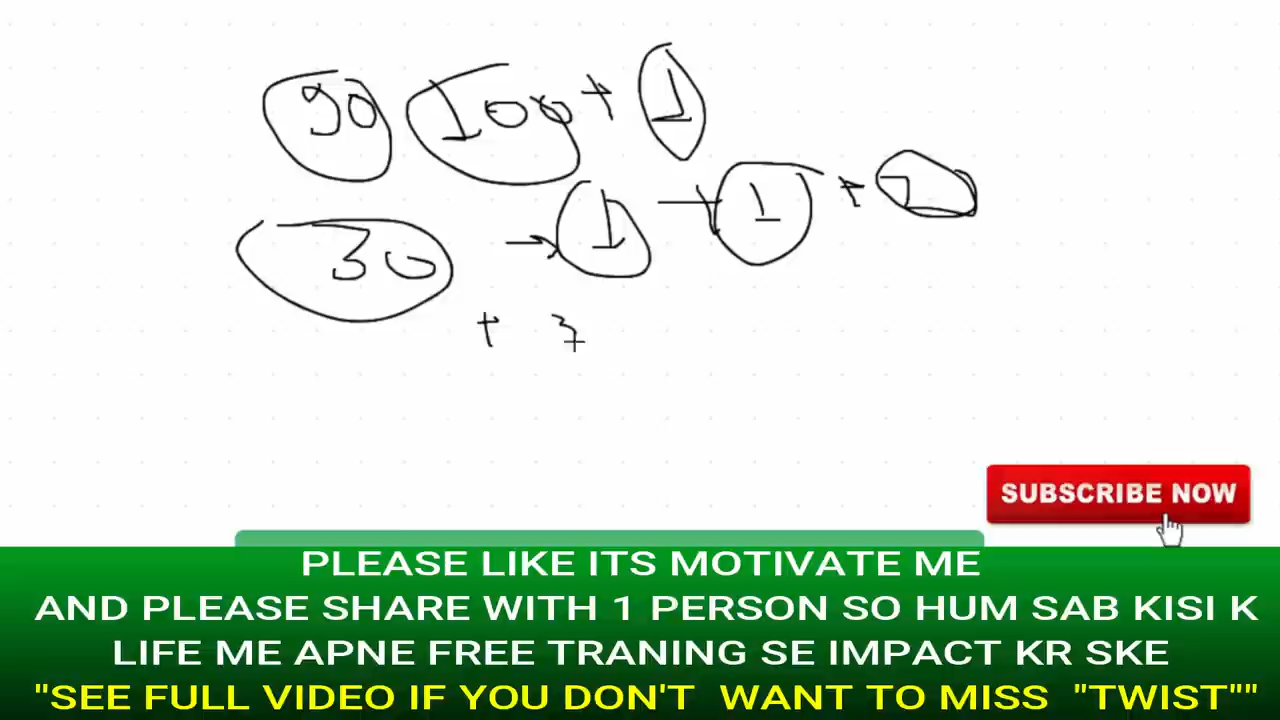 90 100 + 1
30 → 1 → 1 +
+
SUBSCRIBE NOW
PLEASE LIKE ITS MOTIVATE ME
AND PLEASE SHARE WITH 1 PERSON SO HUM SAB KISI K
LIFE ME APNE FREE TRANING SE IMPACT KR SKE
"SEE FULL VIDEO IF YOU DON'T WANT TO MISS "TWIST""